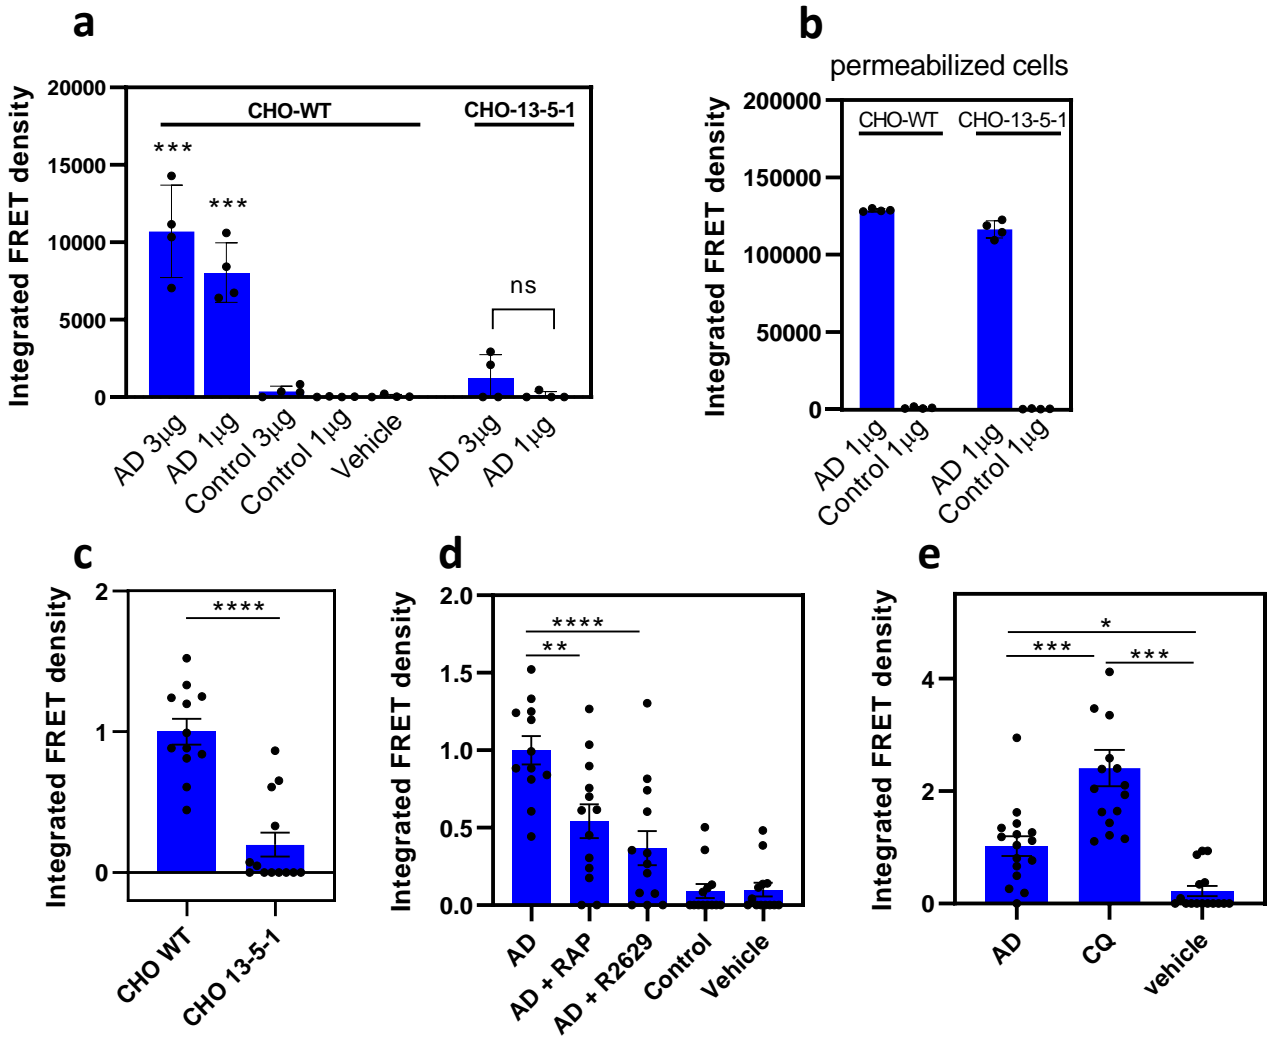 a
Integrated FRET density
20000
15000
10000
5000
0
CHO-WT
CHO-13-5-1
***
***
ns
AD 3µg
AD 1µg
Control 3µg
Control 1µg
Vehicle
AD 3µg
AD 1µg
b
permeabilized cells
Integrated FRET density
200000
150000
100000
50000
0
CHO-WT
CHO-13-5-1
AD 1µg
Control 1µg
AD 1µg
Control 1µg
c
Integrated FRET density
2
1
0
****
CHO WT
CHO 13-5-1
d
Integrated FRET density
2.0
1.5
1.0
0.5
0.0
****
**
AD
AD + RAP
AD + R2629
Control
Vehicle
e
Integrated FRET density
4
2
0
*
***
***
AD
CQ
vehicle